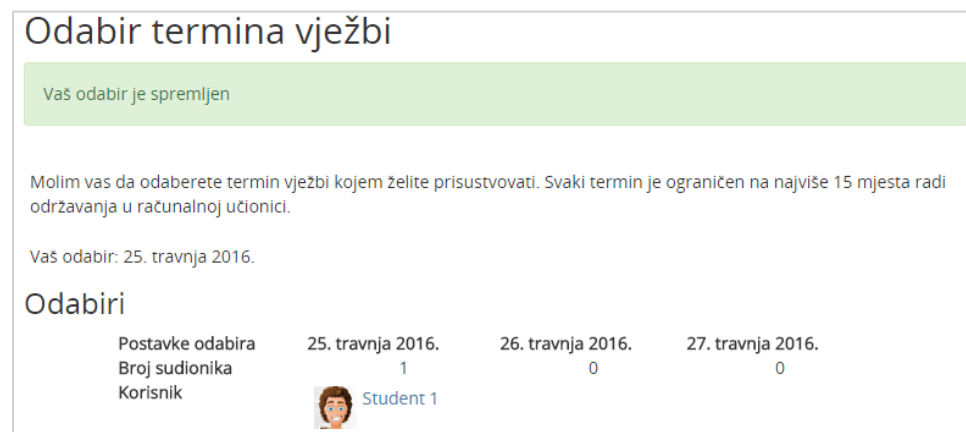 Odabir termina vježbi
Vaš odabir je spremljen
Molim vas da odaberete termin vježbi kojem želite prisustvovati. Svaki termin je ograničen na najviše 15 mjesta radi
održavanja u računalnoj učionici.
Vaš odabir: 25. travnja 2016.
Odabiri
Postavke odabira 25. travnja 2016. 26. travnja 2016. 27. travnja 2016.
Broj sudionika 1 0 0
Korisnik Student 1